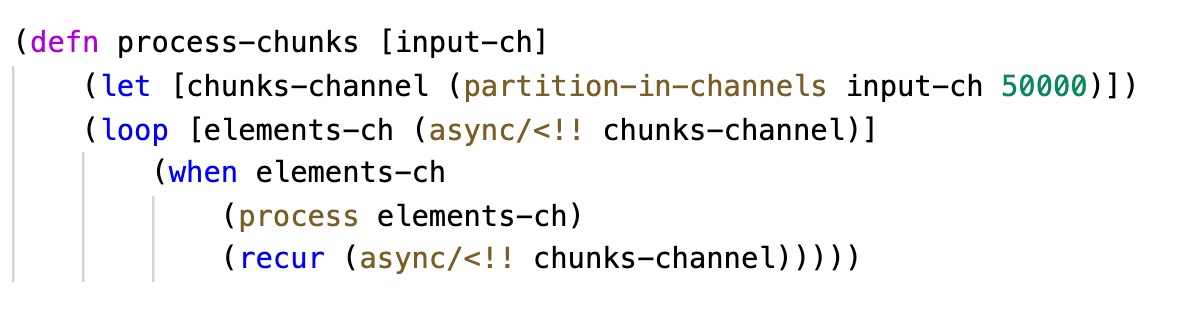 (defn process-chunks [input-ch]
    (let [chunks-channel (partition-in-channels input-ch 50000)])
    (loop [elements-ch (async/<!! chunks-channel)]
        (when elements-ch
            (process elements-ch)
            (recur (async/<!! chunks-channel)))))